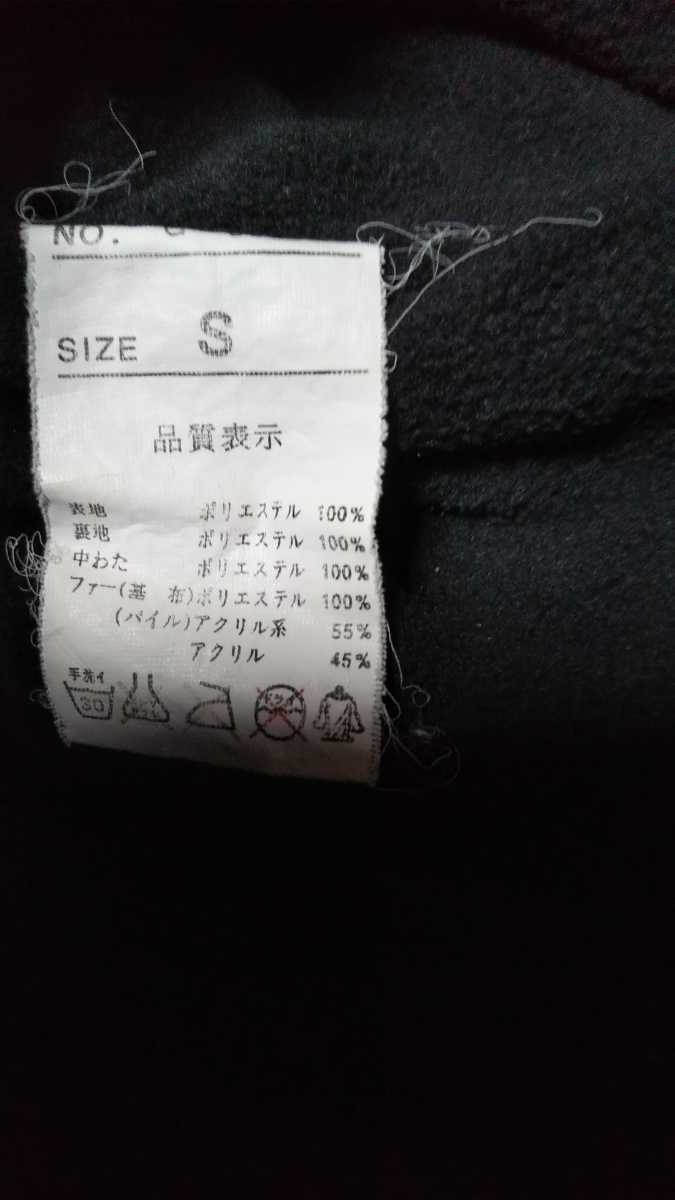 NO.
SIZE S
品質表示
表地 ポリエステル 100%
裏地 ポリエステル 100%
中わた ポリエステル 100%
ファー(基 布)ポリエステル 100%
(パイル)アクリル系 55%
アクリル 45%
手洗イ
30
ドライ